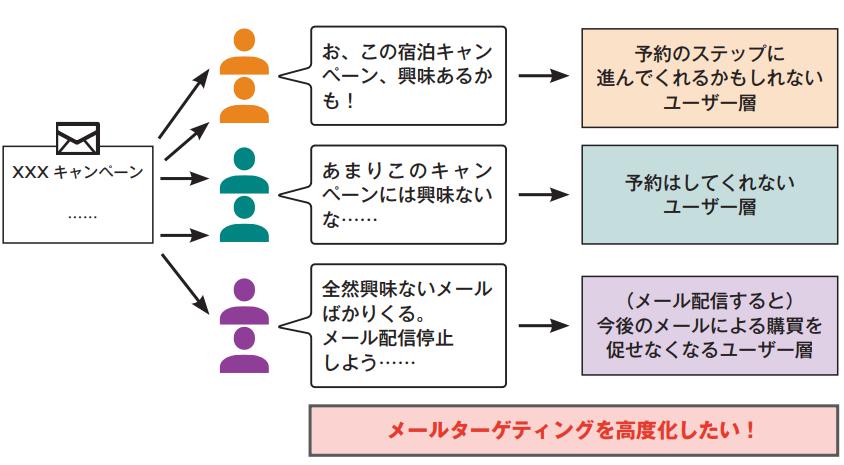 XXX キャンペーン
……
お、この宿泊キャン
ペーン、興味あるか
も！
予約のステップに
進んでくれるかもしれない
ユーザー層
あまりこのキャン
ペーンには興味ない
な……
予約はしてくれない
ユーザー層
全然興味ないメール
ばかりくる。
メール配信停止
しよう……
（メール配信すると）
今後のメールによる購買を
促せなくなるユーザー層
メールターゲティングを高度化したい！